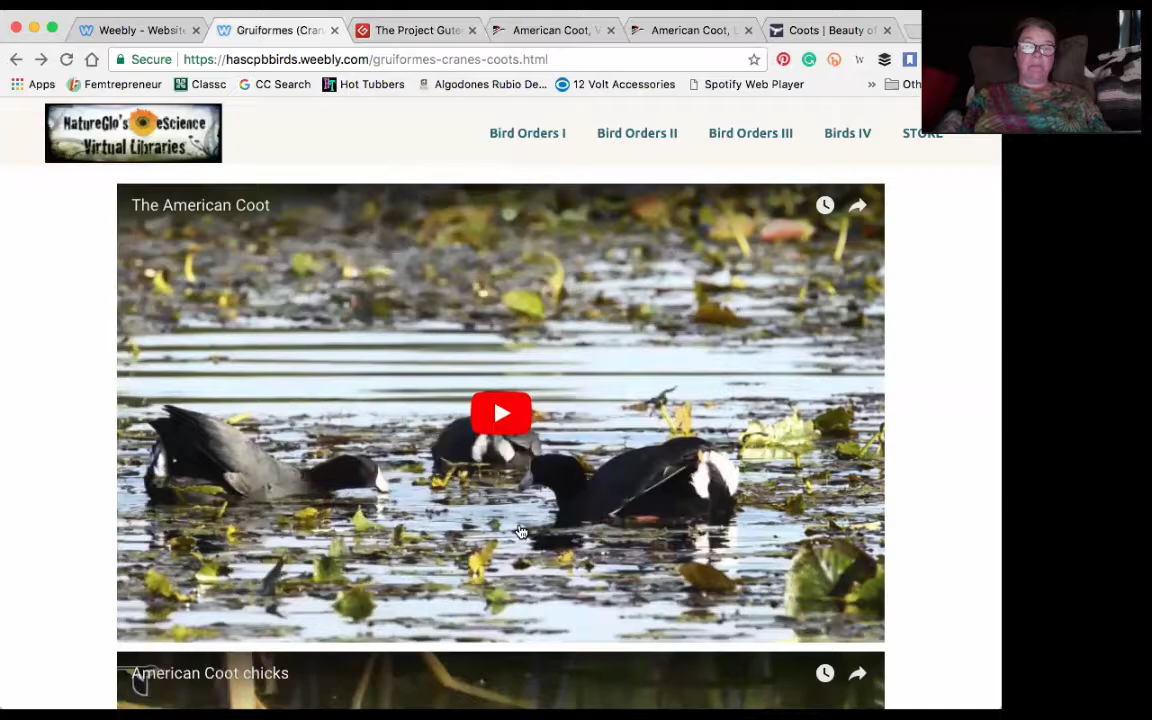 Weebly - Website
Gruiformes (Cran
The Project Gute
American Coot, V
American Coot, L
Coots | Beauty of
Secure
https://hascpbbirds.weebly.com/gruiformes-cranes-coots.html
Apps
Femtrepreneur
Classc
CC Search
Hot Tubbers
Algodones Rubio De...
12 Volt Accessories
Spotify Web Player
»
Oth
NatureGlo's eScience
Virtual Libraries
Bird Orders I
Bird Orders II
Bird Orders III
Birds IV
STORE
The American Coot
American Coot chicks